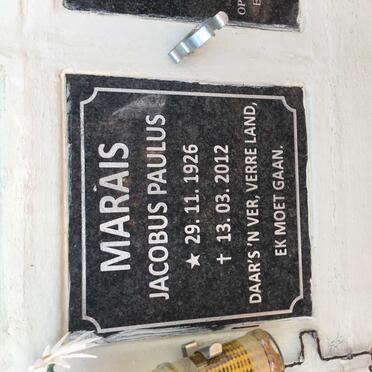 MARAIS
JACOBUS PAULUS
★ 29. 11. 1926
✝ 13. 03. 2012
DAAR'S 'N VER, VERRE LAND,
EK MOET GAAN.